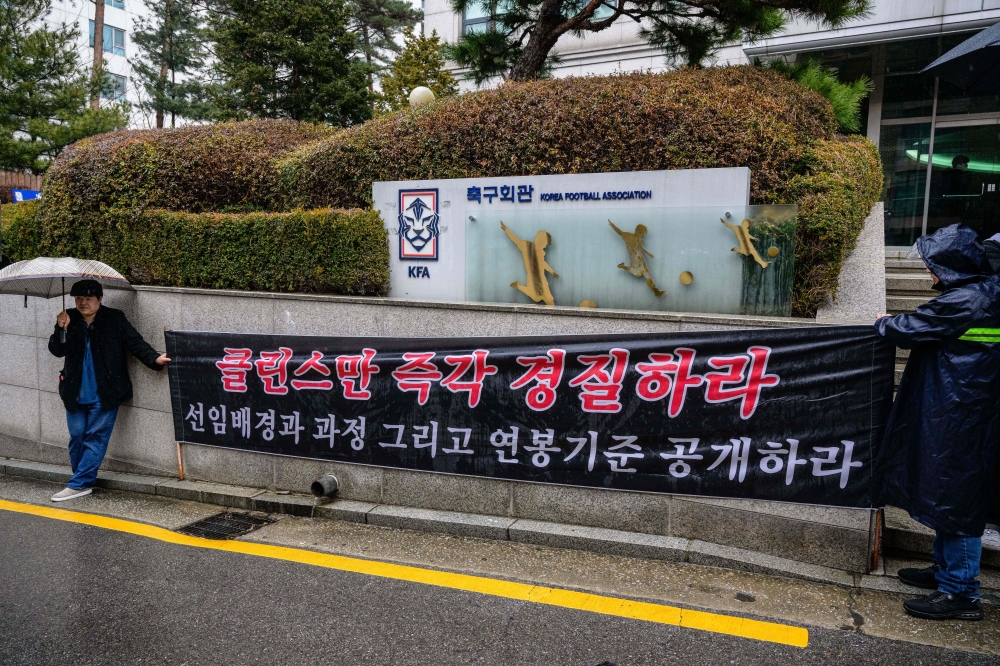 축구회관 KOREA FOOTBALL ASSOCIATION
KFA
클린스만 즉각 경질하라
선임배경과 과정 그리고 연봉기준 공개하라